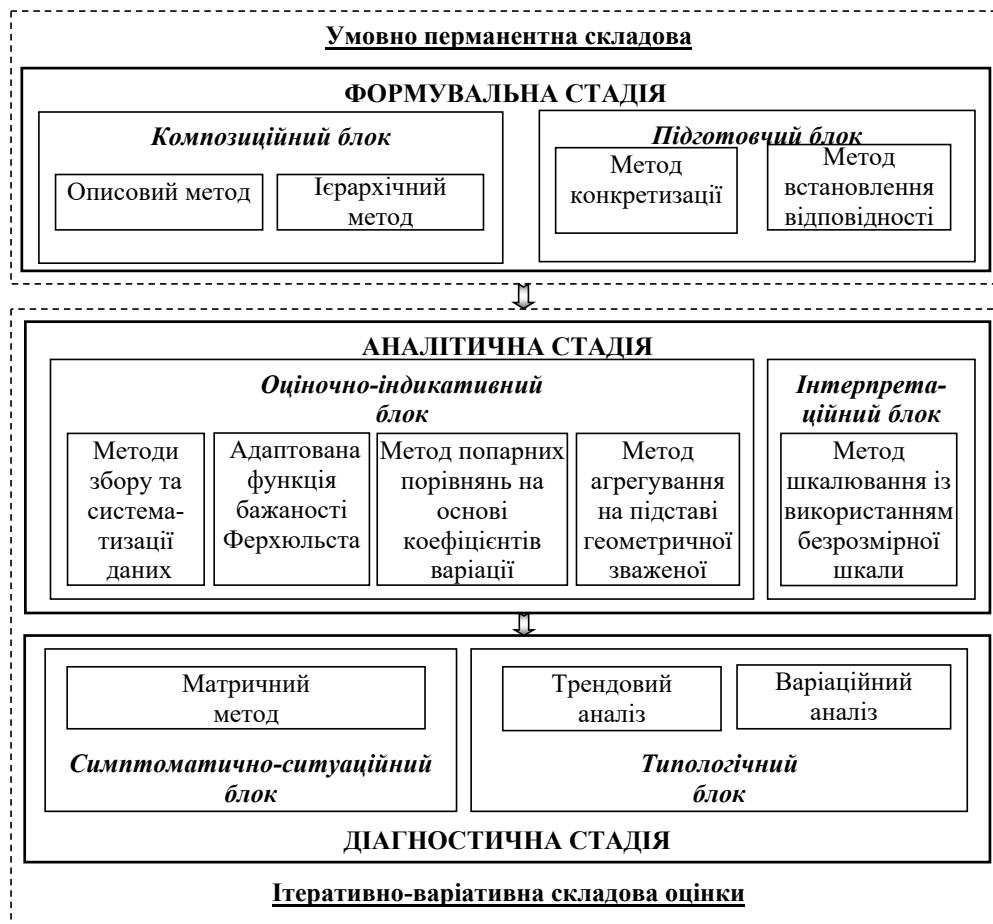 Умовно перманентна складова
ФОРМУВАЛЬНА СТАДІЯ
Композиційний блок
Описовий метод
Ієрархічний
метод
Підготовчий блок
Метод
конкретизації
Метод
встановлення
відповідності
АНАЛІТИЧНА СТАДІЯ
Оціночно-індикативний
блок
Методи
збору та
система-
тизації
даних
Адаптована
функція
бажаності
Ферхюльста
Метод попарних
порівнянь на
основі
коефіцієнтів
варіації
Метод
агрегування
на підставі
геометричної
зваженої
Інтерпрета-
ційний блок
Метод
шкалювання із
використанням
безрозмірної
шкали
Матричний
метод
Симптоматично-ситуаційний
блок
Трендовий
аналіз
Варіаційний
аналіз
Типологічний
блок
ДІАГНОСТИЧНА СТАДІЯ
Ітеративно-варіативна складова оцінки